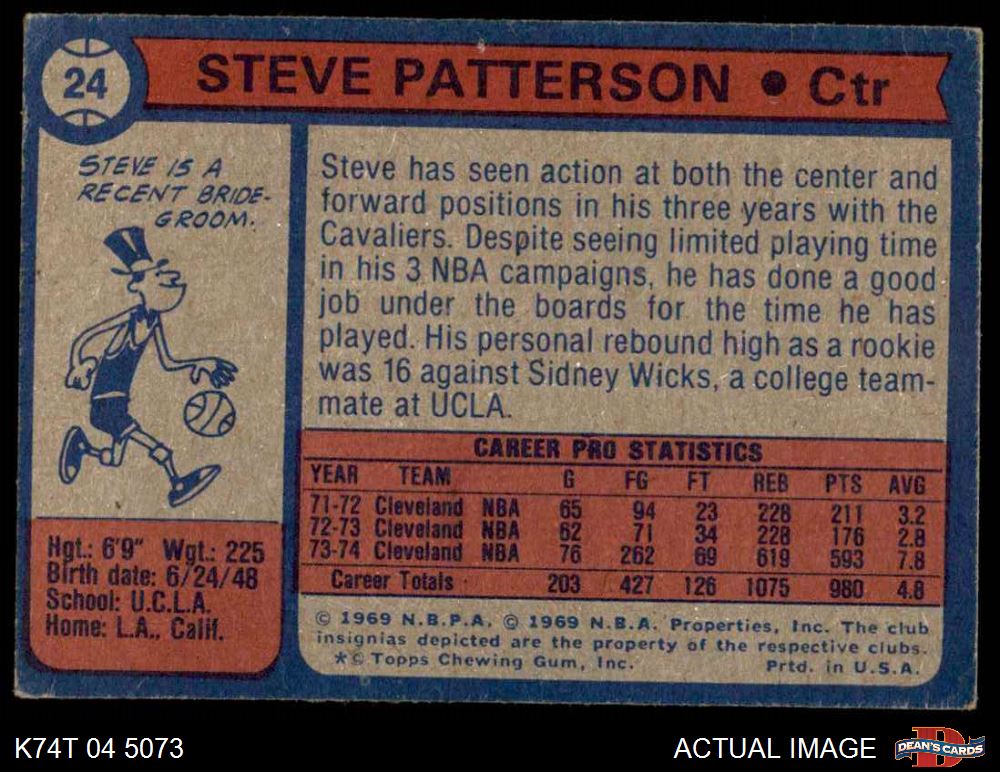 24
STEVE PATTERSON • Ctr
STEVE IS A
RECENT BRIDE-
GROOM.
Steve has seen action at both the center and
forward positions in his three years with the
Cavaliers. Despite seeing limited playing time
in his 3 NBA campaigns, he has done a good
job under the boards for the time he has
played. His personal rebound high as a rookie
was 16 against Sidney Wicks, a college team-
mate at UCLA.
Hgt.: 6'9" Wgt.: 225
Birth date: 6/24/48
School: U.C.L.A.
Home: L.A., Calif.
CAREER PRO STATISTICS
YEAR TEAM G FG FT REB PTS AVG
71-72 Cleveland NBA 65 94 23 228 211 3.2
72-73 Cleveland NBA 62 71 34 228 176 2.8
73-74 Cleveland NBA 76 262 69 619 593 7.8
Career Totals 203 427 126 1075 980 4.8
© 1969 N.B.P.A. © 1969 N.B.A. Properties, Inc. The club
insignias depicted are the property of the respective clubs.
*© Topps Chewing Gum, Inc. Prtd. in U.S.A.
K74T 04 5073
ACTUAL IMAGE
D
DEAN'S CARDS